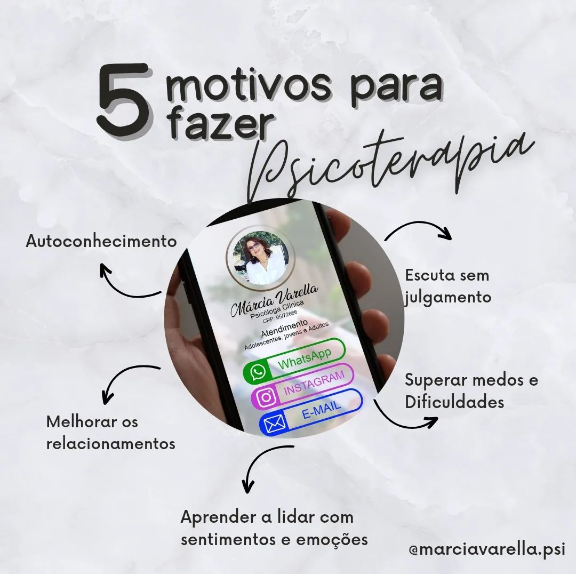 5 motivos para
fazer
Psicoterapia
Autoconhecimento
Escuta sem
julgamento
Márcia Varella
Psicóloga Clínica
Atendimento
Adolescentes, jovens e Adultos
WhatsApp
INSTAGRAM
E-MAIL
Superar medos e
Dificuldades
Melhorar os
relacionamentos
Aprender a lidar com
sentimentos e emoções
@marciavarella.psi